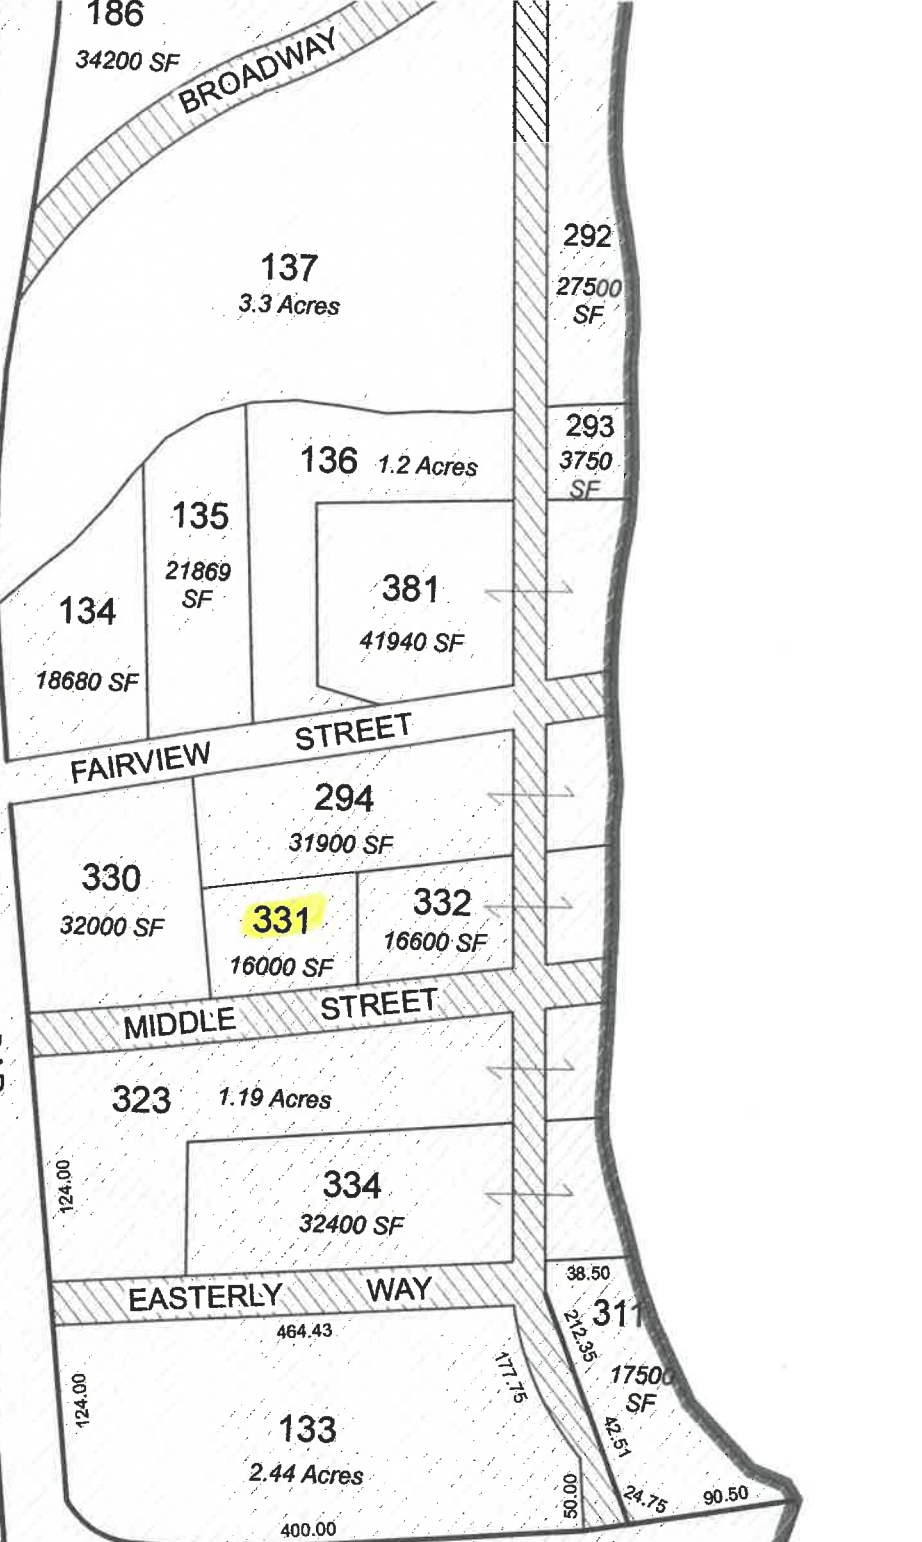 186
34200 SF
BROADWAY
292
27500
SF
137
3.3 Acres
293
3750
SF
136 1.2 Acres
135
21869
SF
381
41940 SF
134
18680 SF
FAIRVIEW STREET
294
31900 SF
330
32000 SF
331
16000 SF
332
16600 SF
MIDDLE STREET
323 1.19 Acres
124.00
334
32400 SF
EASTERLY WAY
38.50
311
212.35
17500
SF
464.43
177.75
124.00
133
2.44 Acres
42.51
50.00
24.75
90.50
400.00